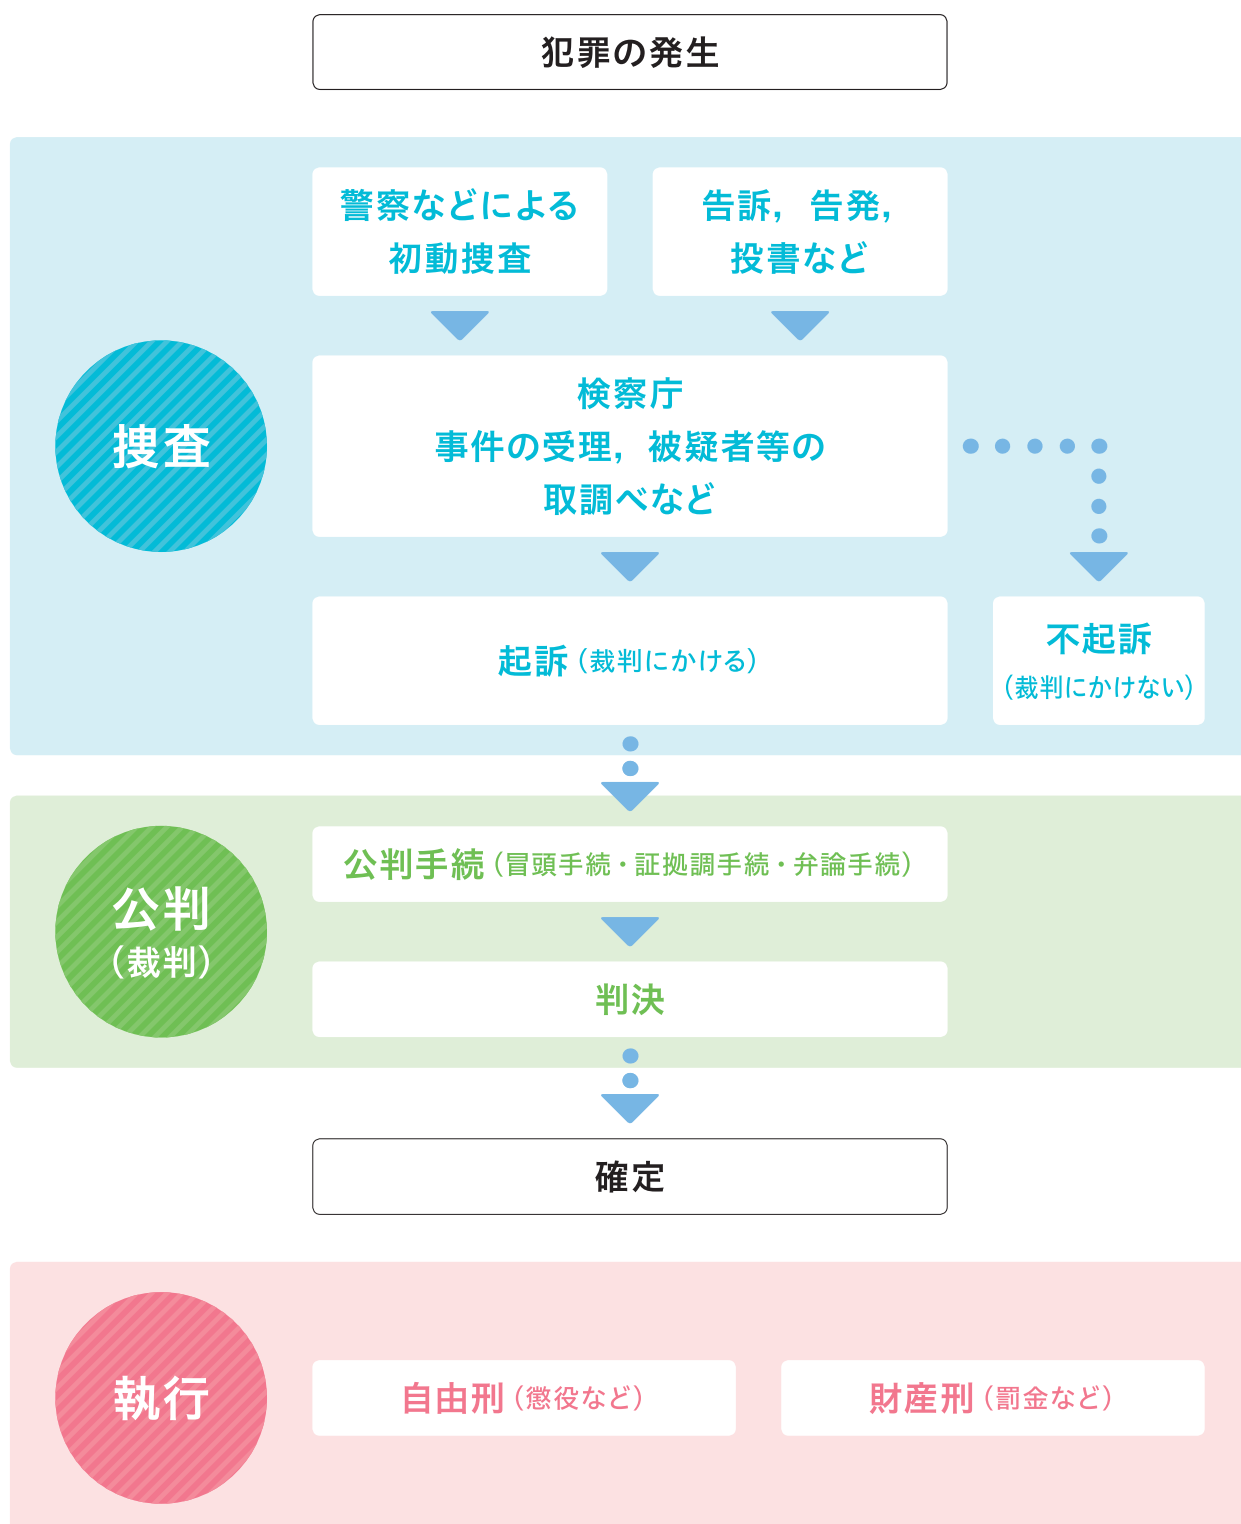 犯罪の発生
捜査
警察などによる
初動捜査
告訴，告発，
投書など
検察庁
事件の受理，被疑者等の
取調べなど
起訴（裁判にかける）
不起訴
（裁判にかけない）
公判
（裁判）
公判手続（冒頭手続・証拠調手続・弁論手続）
判決
確定
執行
自由刑（懲役など）
財産刑（罰金など）